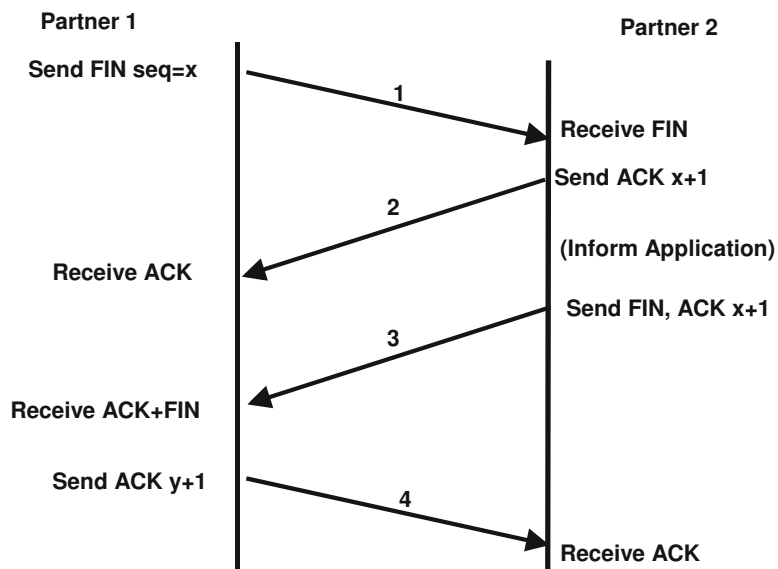 Partner 1
Partner 2
Send FIN seq=x
1
Receive FIN
Send ACK x+1
2
(Inform Application)
Receive ACK
Send FIN, ACK x+1
3
Receive ACK+FIN
Send ACK y+1
4
Receive ACK